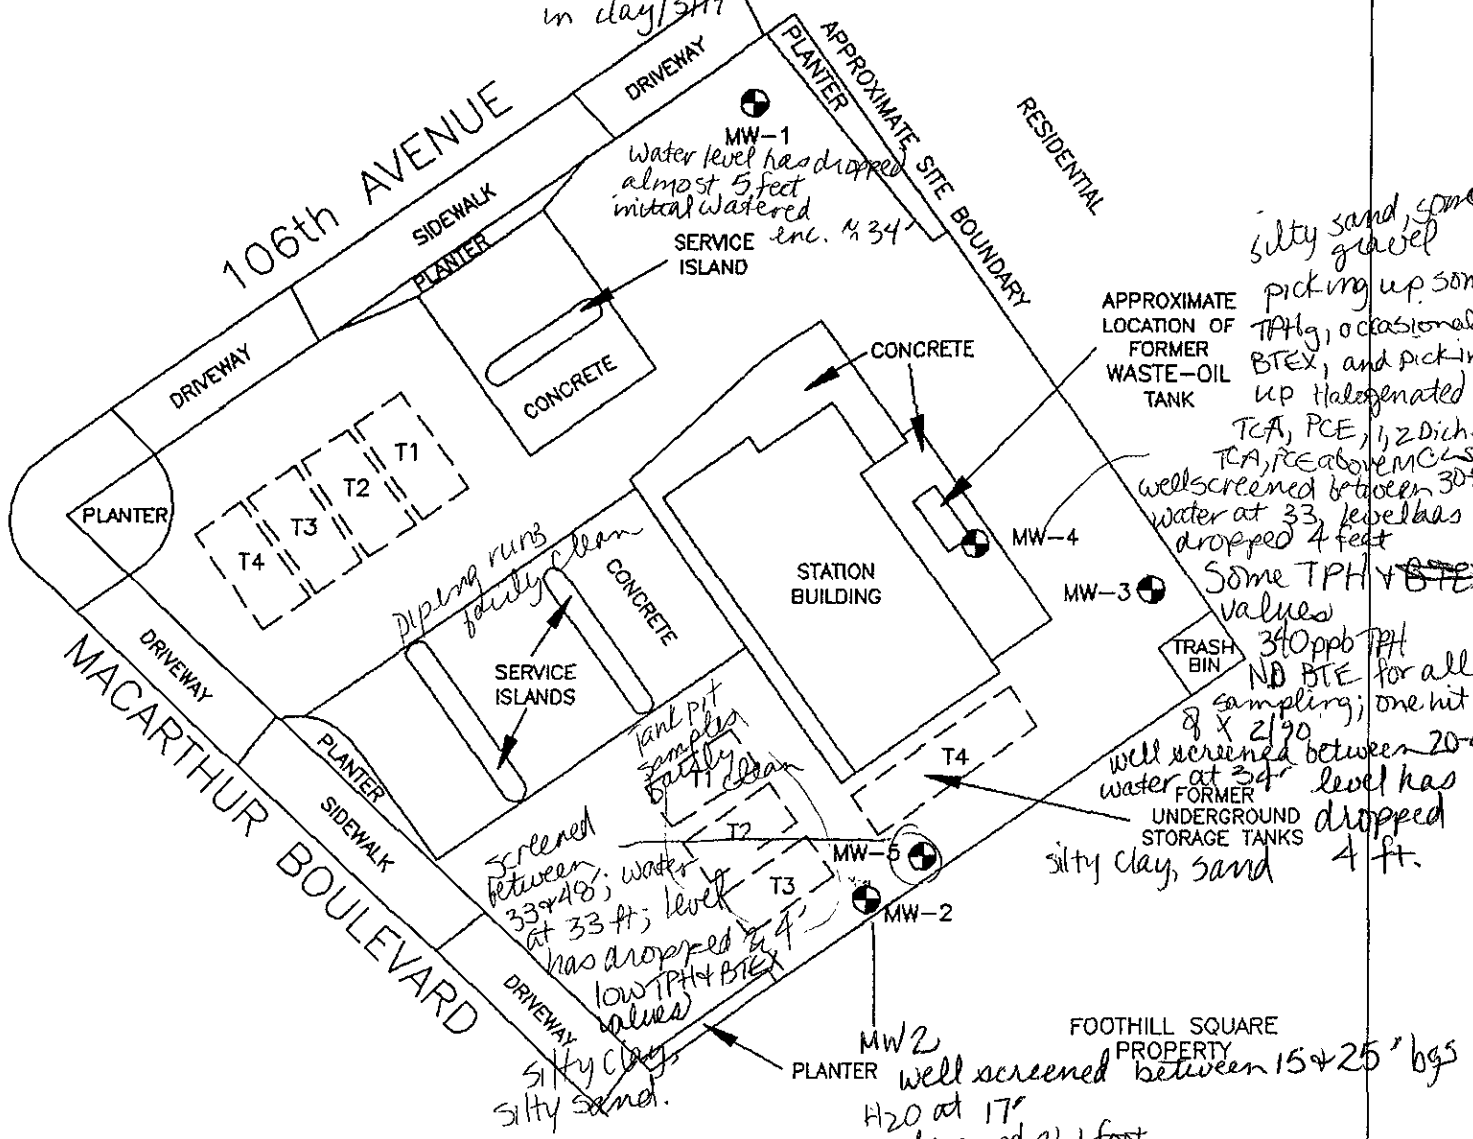 in clay/silt
106th AVENUE
DRIVEWAY
SIDEWALK
PLANTER
DRIVEWAY
PLANTER
APPROXIMATE SITE BOUNDARY
RESIDENTIAL
MW-1
Water level has dropped
almost 5 feet
initial watered
enc. ≈ 34'
SERVICE
ISLAND
CONCRETE
T1
T2
T3
T4
PLANTER
CONCRETE
APPROXIMATE
LOCATION OF
FORMER
WASTE-OIL
TANK
silty sand, some
gravel
picking up som
TPHg, occasional
BTEX, and pickin
up Halogenated
TCA, PCE, 1,2 Dich
TCA, PCE above MCLs
well screened between 30
water at 33, level has
dropped 4 feet
MW-4
STATION
BUILDING
piping runs
fairly clean
CONCRETE
SERVICE
ISLANDS
MW-3
TRASH
BIN
Some TPH & BTE
values
340 ppb TPH
ND BTE for all
sampling; one hit
of X 2/90
well screened between 20-
water at 34' level has
dropped
4 ft.
silty clay, sand
FORMER
UNDERGROUND
STORAGE TANKS
DRIVEWAY
MACARTHUR BOULEVARD
PLANTER
SIDEWALK
DRIVEWAY
Tank pit
samples
fairly
clean
T1
T2
T3
T4
MW-5
MW-2
screened
between
33 & 48'; water
at 33 ft; level
has dropped ≈ 4'
low TPH & BTEX
values
silty clay,
silty sand.
PLANTER
FOOTHILL SQUARE
PROPERTY
MW2
well screened between 15 & 25' bgs
H2O at 17'
1 foot